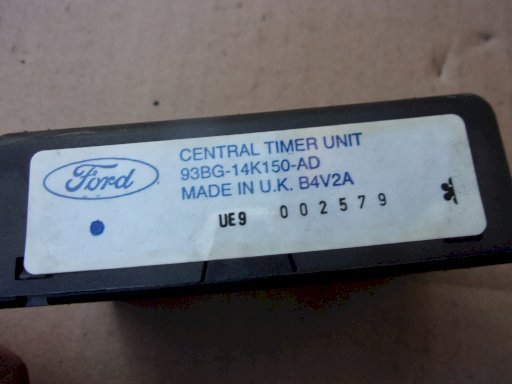 Ford
CENTRAL TIMER UNIT
93BG-14K150-AD
MADE IN U.K. B4V2A
UE9 002579